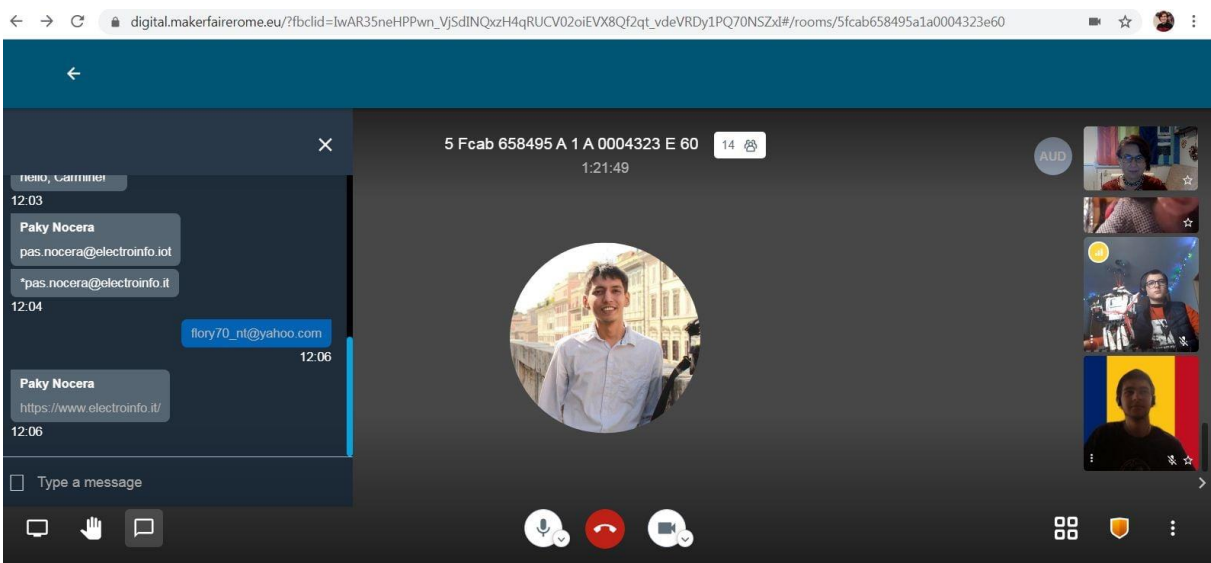 digital.makerfairerome.eu/?fbclid=IwAR35neHPPwn_VjSdINQxzH4qRUCV02oiEVX8Qf2qt_vdeVRDy1PQ70NSZxI#/rooms/5fcab658495a1a0004323e60
hello, Carmine!
12:03
Paky Nocera
pas.nocera@electroinfo.iot
*pas.nocera@electroinfo.it
12:04
flory70_nt@yahoo.com
12:06
Paky Nocera
https://www.electroinfo.it/
12:06
Type a message
5 Fcab 658495 A 1 A 0004323 E 60
14
1:21:49
AUD